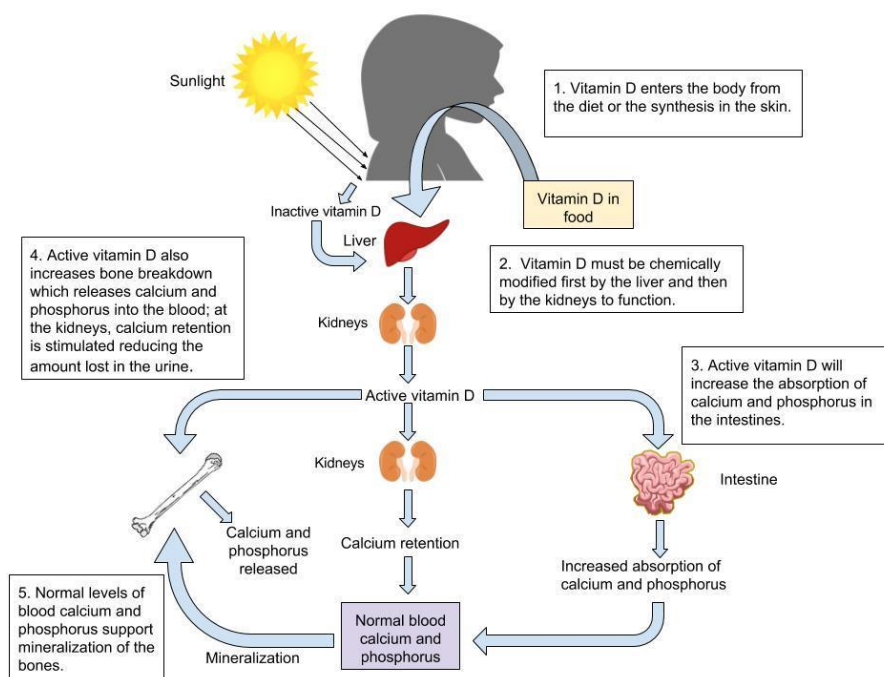 Sunlight
1. Vitamin D enters the body from
the diet or the synthesis in the skin.
Vitamin D in
food
Inactive vitamin D
Liver
2. Vitamin D must be chemically
modified first by the liver and then
by the kidneys to function.
4. Active vitamin D also
increases bone breakdown
which releases calcium and
phosphorus into the blood; at
the kidneys, calcium retention
is stimulated reducing the
amount lost in the urine.
Kidneys
3. Active vitamin D will
increase the absorption of
calcium and phosphorus in
the intestines.
Active vitamin D
Kidneys
Intestine
Calcium and
phosphorus
released
Calcium retention
Increased absorption of
calcium and phosphorus
5. Normal levels of
blood calcium and
phosphorus support
mineralization of the
bones.
Normal blood
calcium and
phosphorus
Mineralization